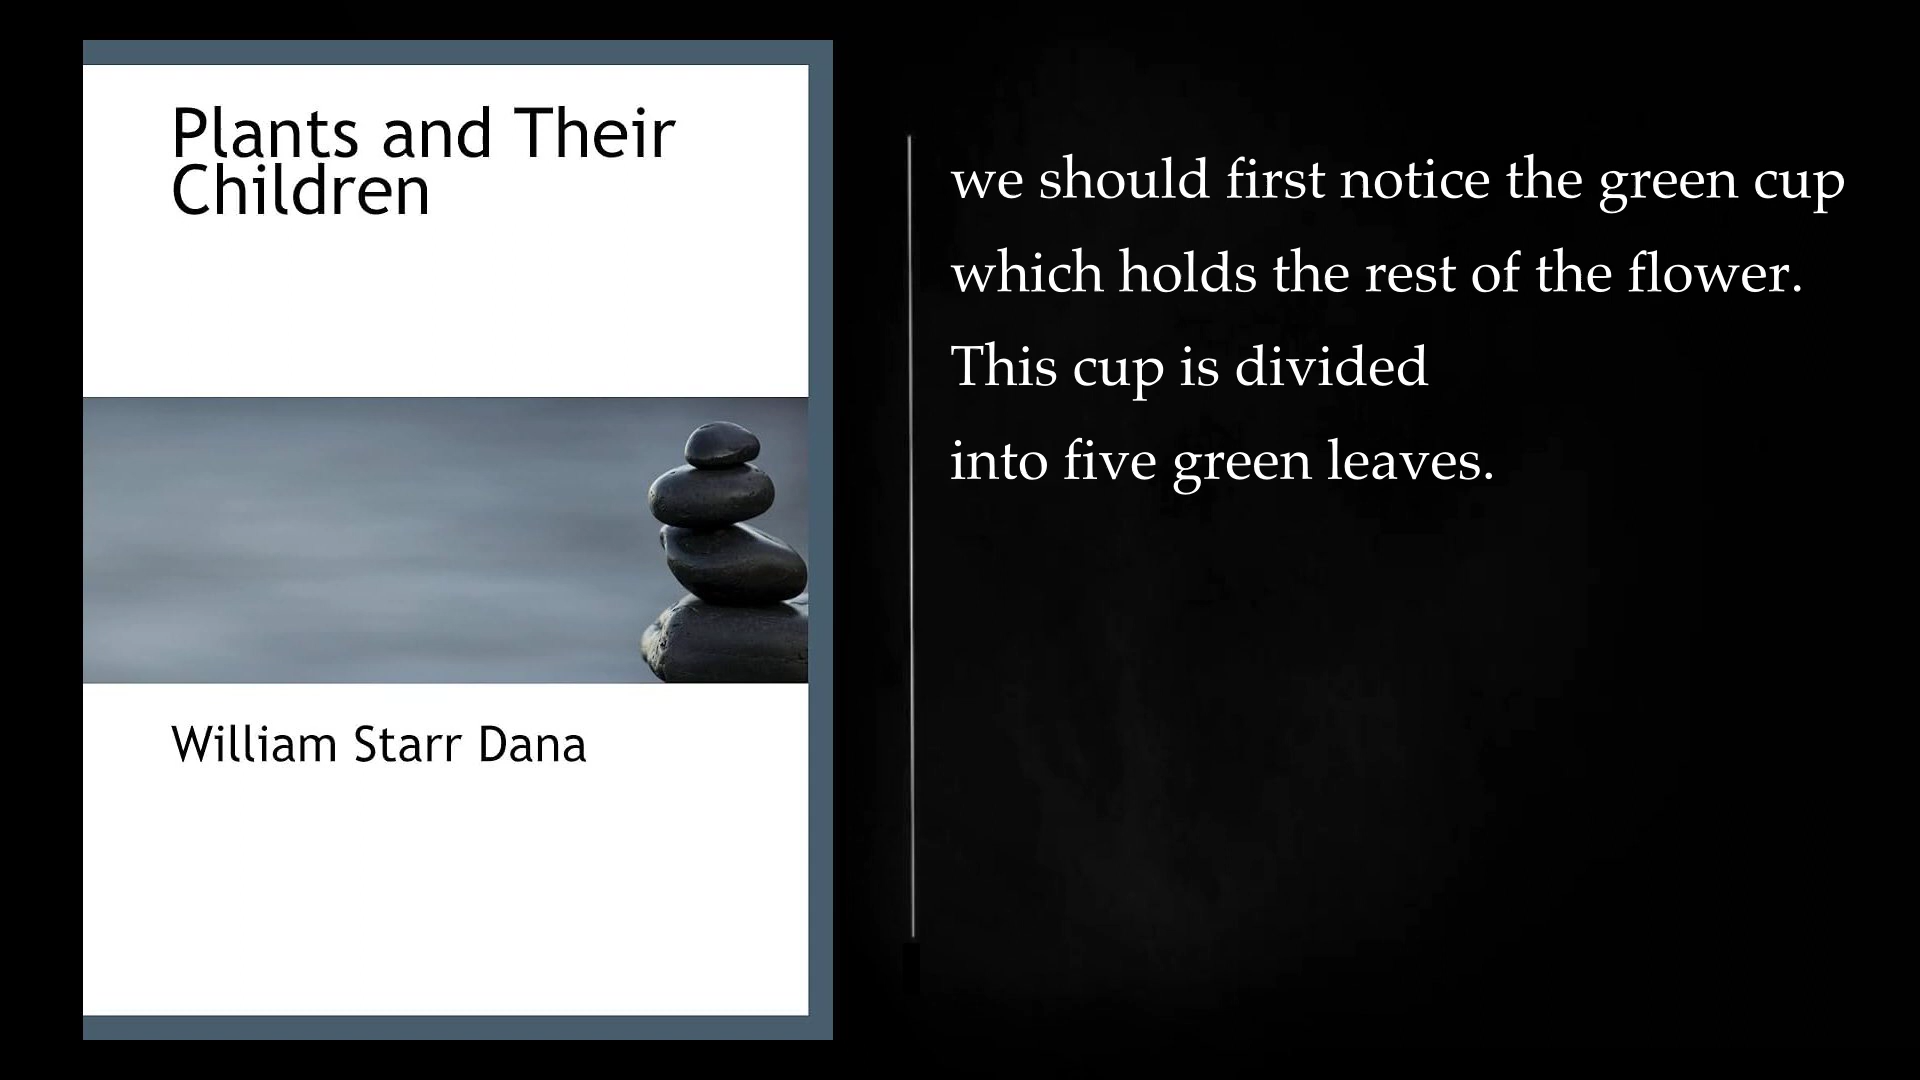 Plants and Their
Children
William Starr Dana
we should first notice the green cup
which holds the rest of the flower.
This cup is divided
into five green leaves.